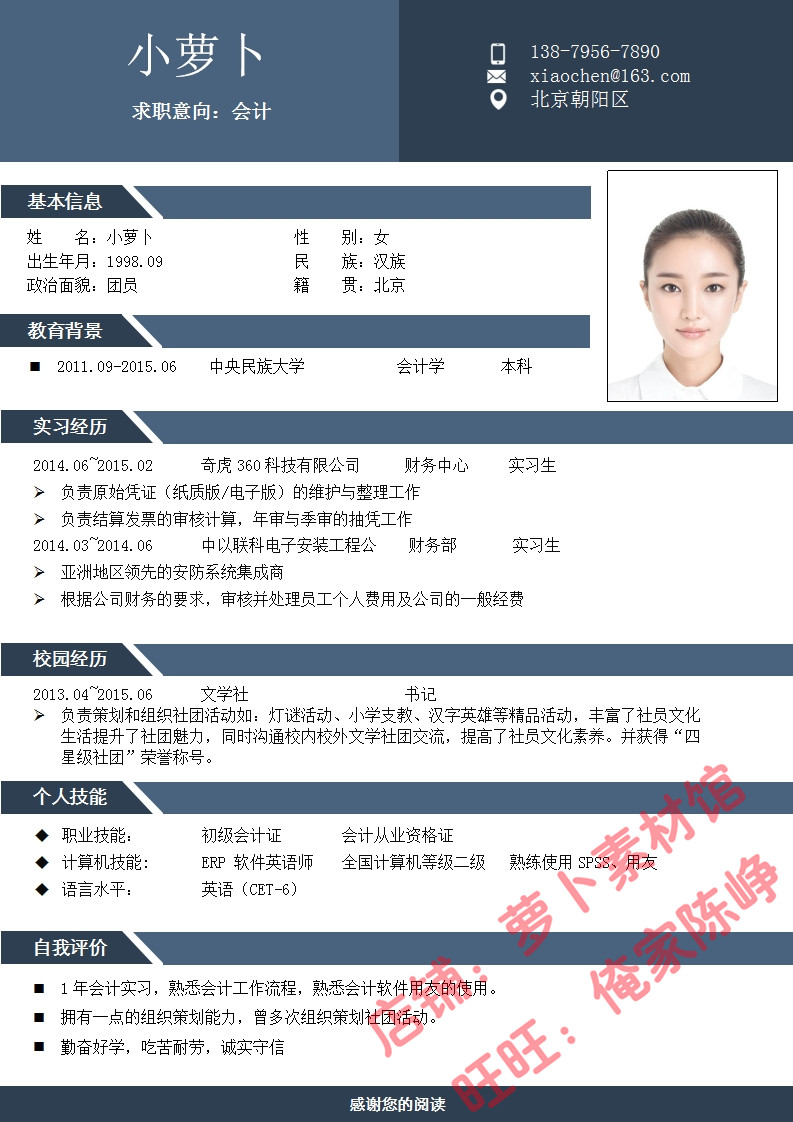 小萝卜
求职意向：会计
138-7956-7890
xiaochen@163.com
北京朝阳区
基本信息
姓　　名：小萝卜　　性　　别：女
出生年月：1998.09　　民　　族：汉族
政治面貌：团员　　籍　　贯：北京
教育背景
■ 2011.09-2015.06　中央民族大学　会计学　本科
实习经历
2014.06~2015.02　奇虎360科技有限公司　财务中心　实习生
➢ 负责原始凭证（纸质版/电子版）的维护与整理工作
➢ 负责结算发票的审核计算，年审与季审的抽凭工作
2014.03~2014.06　中以联科电子安装工程公　财务部　实习生
➢ 亚洲地区领先的安防系统集成商
➢ 根据公司财务的要求，审核并处理员工个人费用及公司的一般经费
校园经历
2013.04~2015.06　文学社　书记
➢ 负责策划和组织社团活动如：灯谜活动、小学支教、汉字英雄等精品活动，丰富了社员文化
生活提升了社团魅力，同时沟通校内校外文学社团交流，提高了社员文化素养。并获得“四
星级社团”荣誉称号。
个人技能
◆ 职业技能：　初级会计证　会计从业资格证
◆ 计算机技能：　ERP 软件英语师　全国计算机等级二级　熟练使用 SPSS、用友
◆ 语言水平：　英语（CET-6）
自我评价
■ 1年会计实习，熟悉会计工作流程，熟悉会计软件用友的使用。
■ 拥有一点的组织策划能力，曾多次组织策划社团活动。
■ 勤奋好学，吃苦耐劳，诚实守信
店铺：萝卜素材馆
旺旺：俺家陈峥
感谢您的阅读